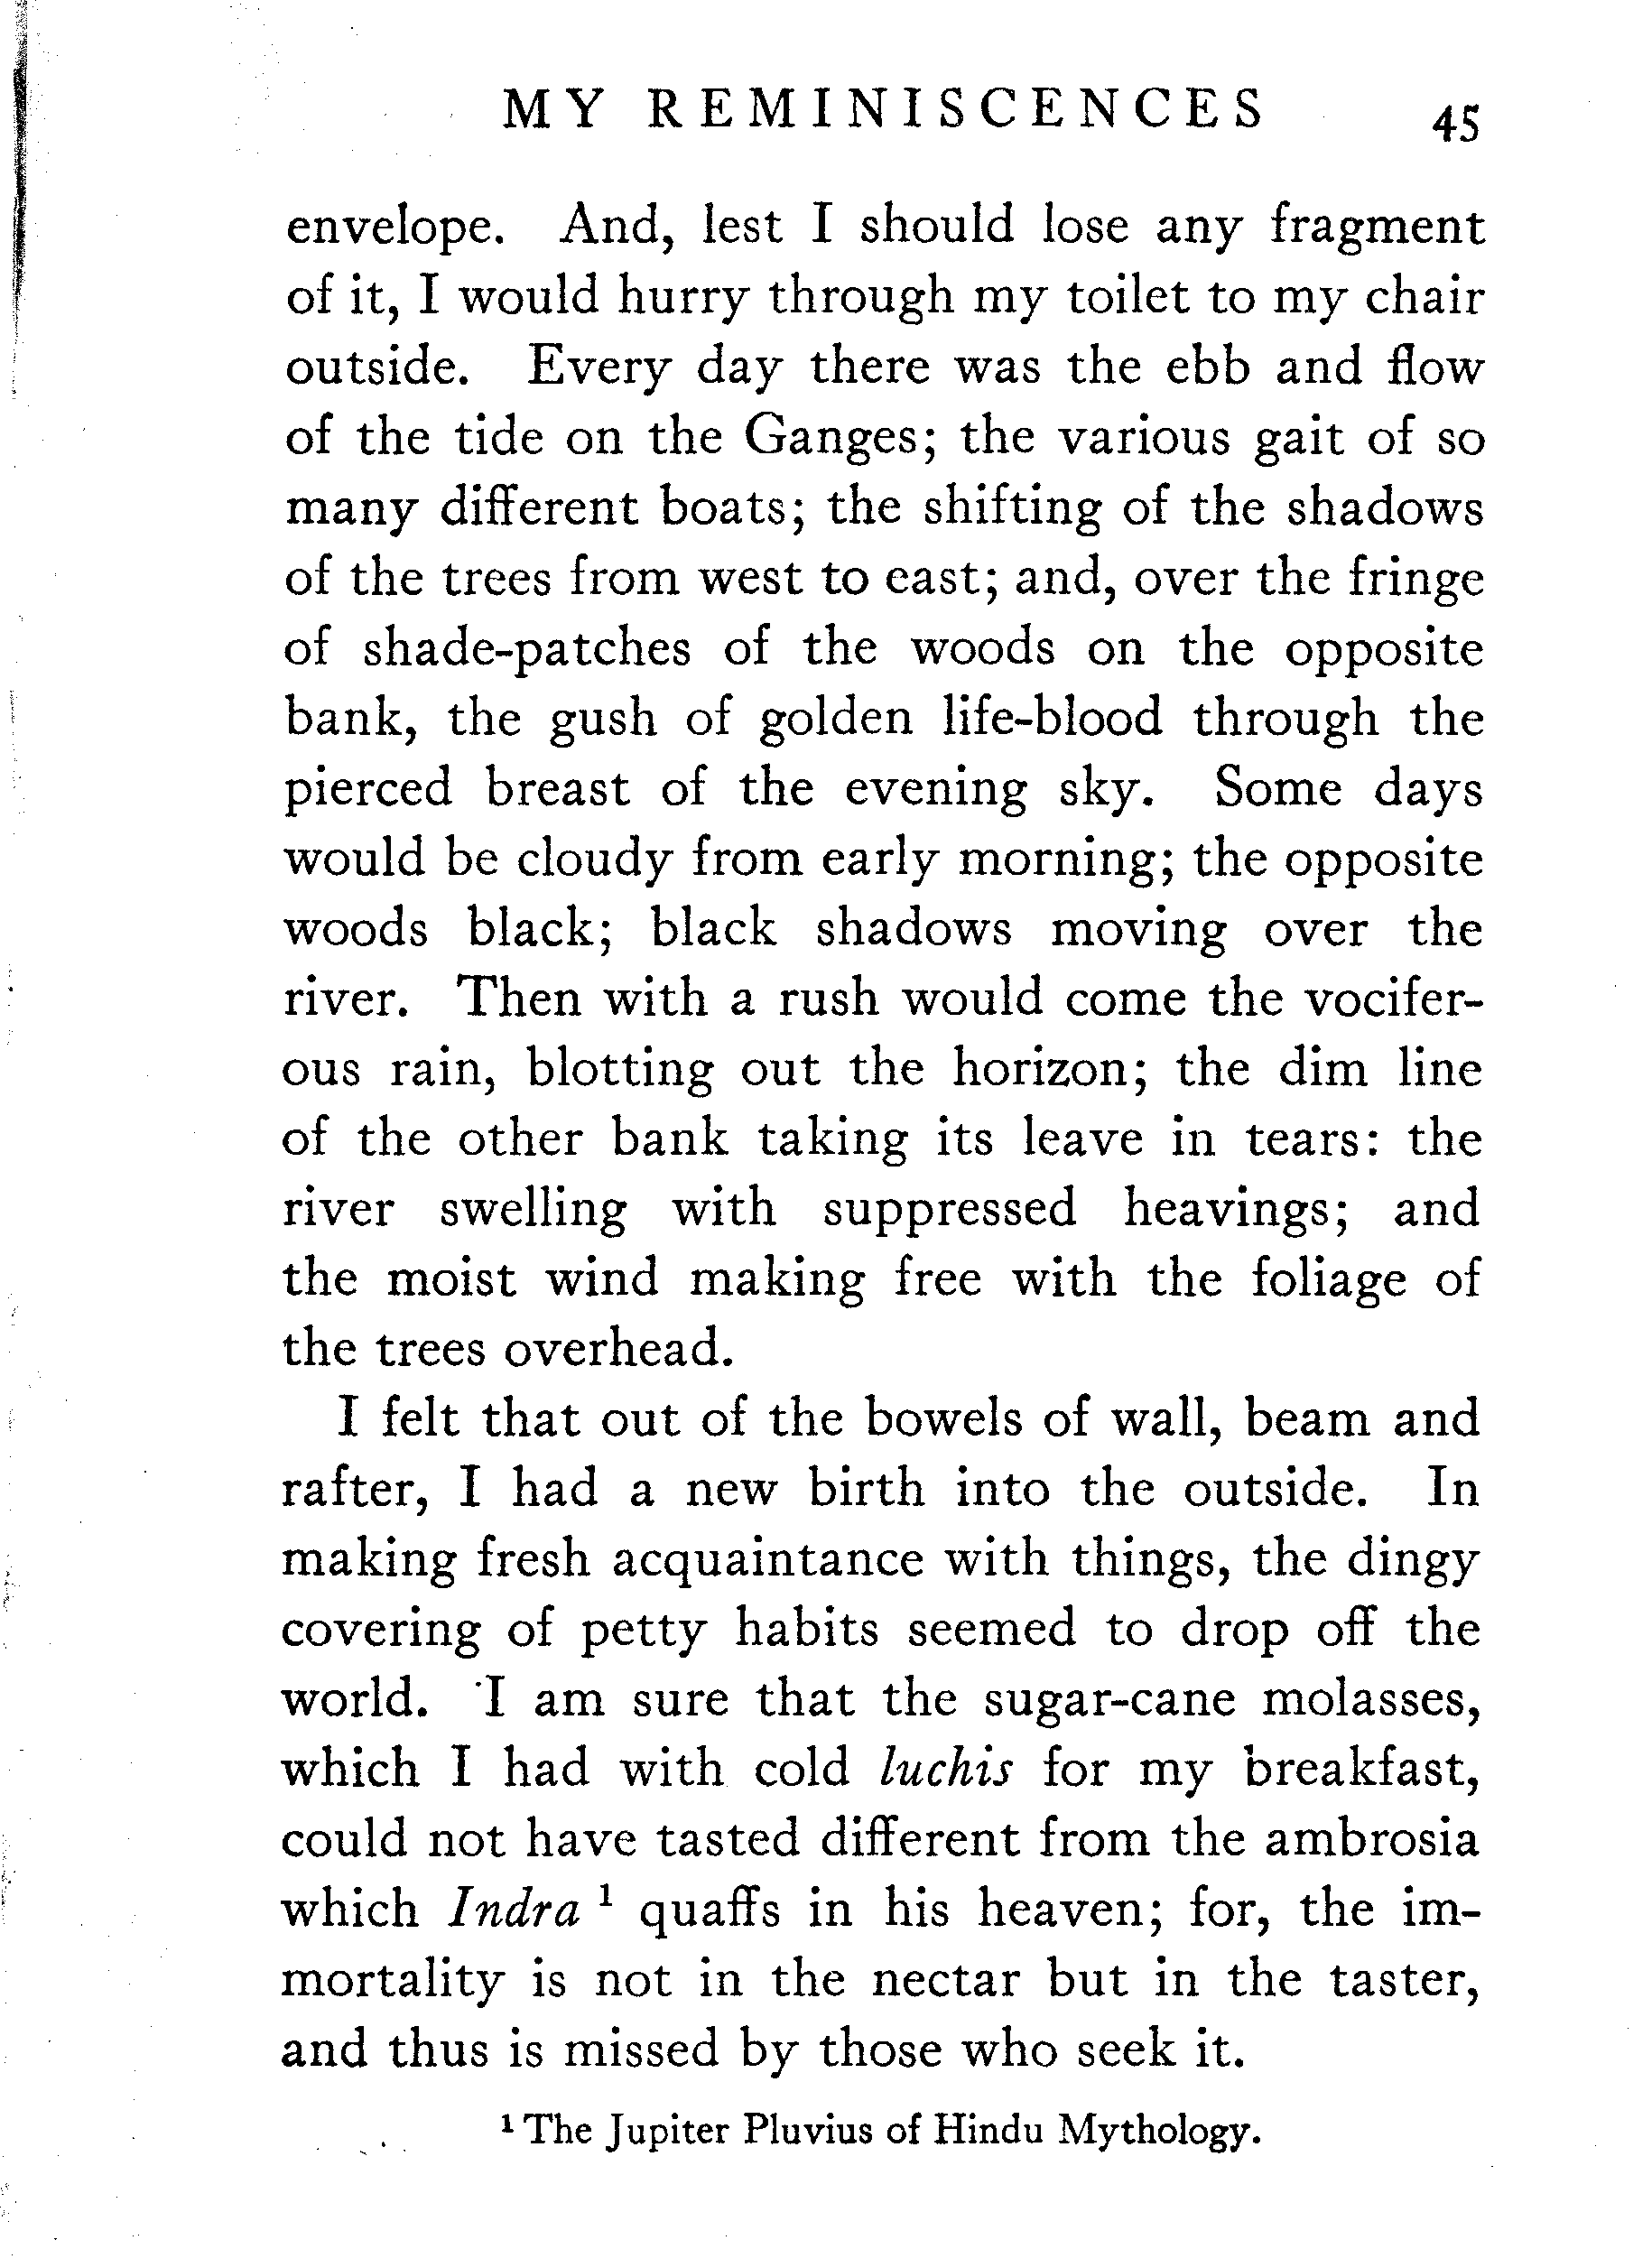 MY REMINISCENCES 45
envelope. And, lest I should lose any fragment
of it, I would hurry through my toilet to my chair
outside. Every day there was the ebb and flow
of the tide on the Ganges; the various gait of so
many different boats; the shifting of the shadows
of the trees from west to east; and, over the fringe
of shade-patches of the woods on the opposite
bank, the gush of golden life-blood through the
pierced breast of the evening sky. Some days
would be cloudy from early morning; the opposite
woods black; black shadows moving over the
river. Then with a rush would come the vocifer-
ous rain, blotting out the horizon; the dim line
of the other bank taking its leave in tears: the
river swelling with suppressed heavings; and
the moist wind making free with the foliage of
the trees overhead.
I felt that out of the bowels of wall, beam and
rafter, I had a new birth into the outside. In
making fresh acquaintance with things, the dingy
covering of petty habits seemed to drop off the
world. I am sure that the sugar-cane molasses,
which I had with cold luchis for my breakfast,
could not have tasted different from the ambrosia
which Indra ¹ quaffs in his heaven; for, the im-
mortality is not in the nectar but in the taster,
and thus is missed by those who seek it.
¹ The Jupiter Pluvius of Hindu Mythology.